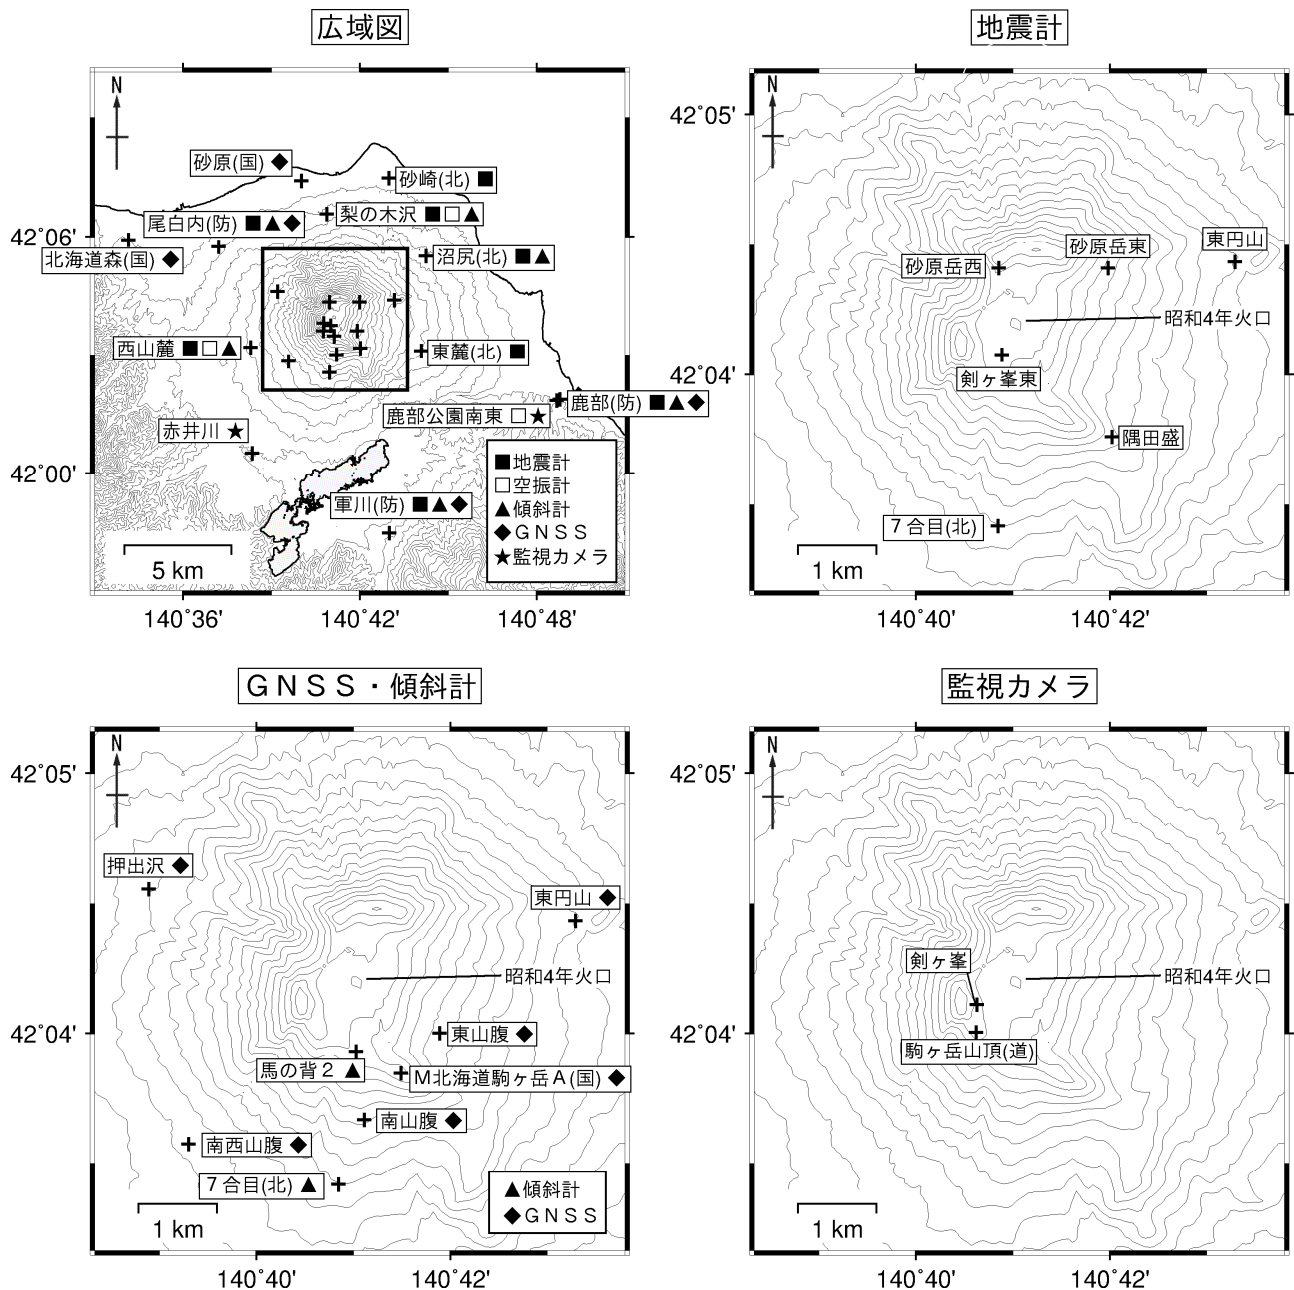 広域図
N
砂原(国) ◆
砂崎(北) ■
尾白内(防) ■▲◆
梨の木沢 ■□▲
42°06'
北海道森(国) ◆
沼尻(北) ■▲
西山麓 ■□▲
東麓(北) ■
鹿部(防) ■▲◆
鹿部公園南東 □★
赤井川 ★
42°00'
軍川(防) ■▲◆
■地震計
□空振計
▲傾斜計
◆ＧＮＳＳ
★監視カメラ
5 km
140°36'
140°42'
140°48'
地震計
N
42°05'
砂原岳西
砂原岳東
東円山
昭和4年火口
42°04'
剣ヶ峯東
隅田盛
７合目(北)
1 km
140°40'
140°42'
ＧＮＳＳ・傾斜計
N
42°05'
押出沢 ◆
東円山 ◆
昭和4年火口
42°04'
東山腹 ◆
馬の背２ ▲
Ｍ北海道駒ヶ岳Ａ(国) ◆
南山腹 ◆
南西山腹 ◆
７合目(北) ▲
▲傾斜計
◆ＧＮＳＳ
1 km
140°40'
140°42'
監視カメラ
N
42°05'
剣ヶ峯
昭和4年火口
42°04'
駒ヶ岳山頂(道)
1 km
140°40'
140°42'